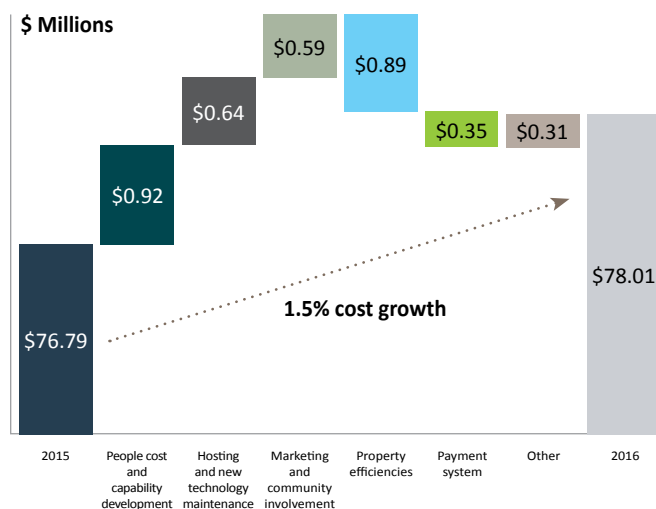 $ Millions
$0.59
$0.89
$0.64
$0.35
$0.31
$0.92
$78.01
1.5% cost growth
$76.79
2015
People cost
and
capability
development
Hosting
and new
technology
maintenance
Marketing
and
community
involvement
Property
efficiencies
Payment
system
Other
2016